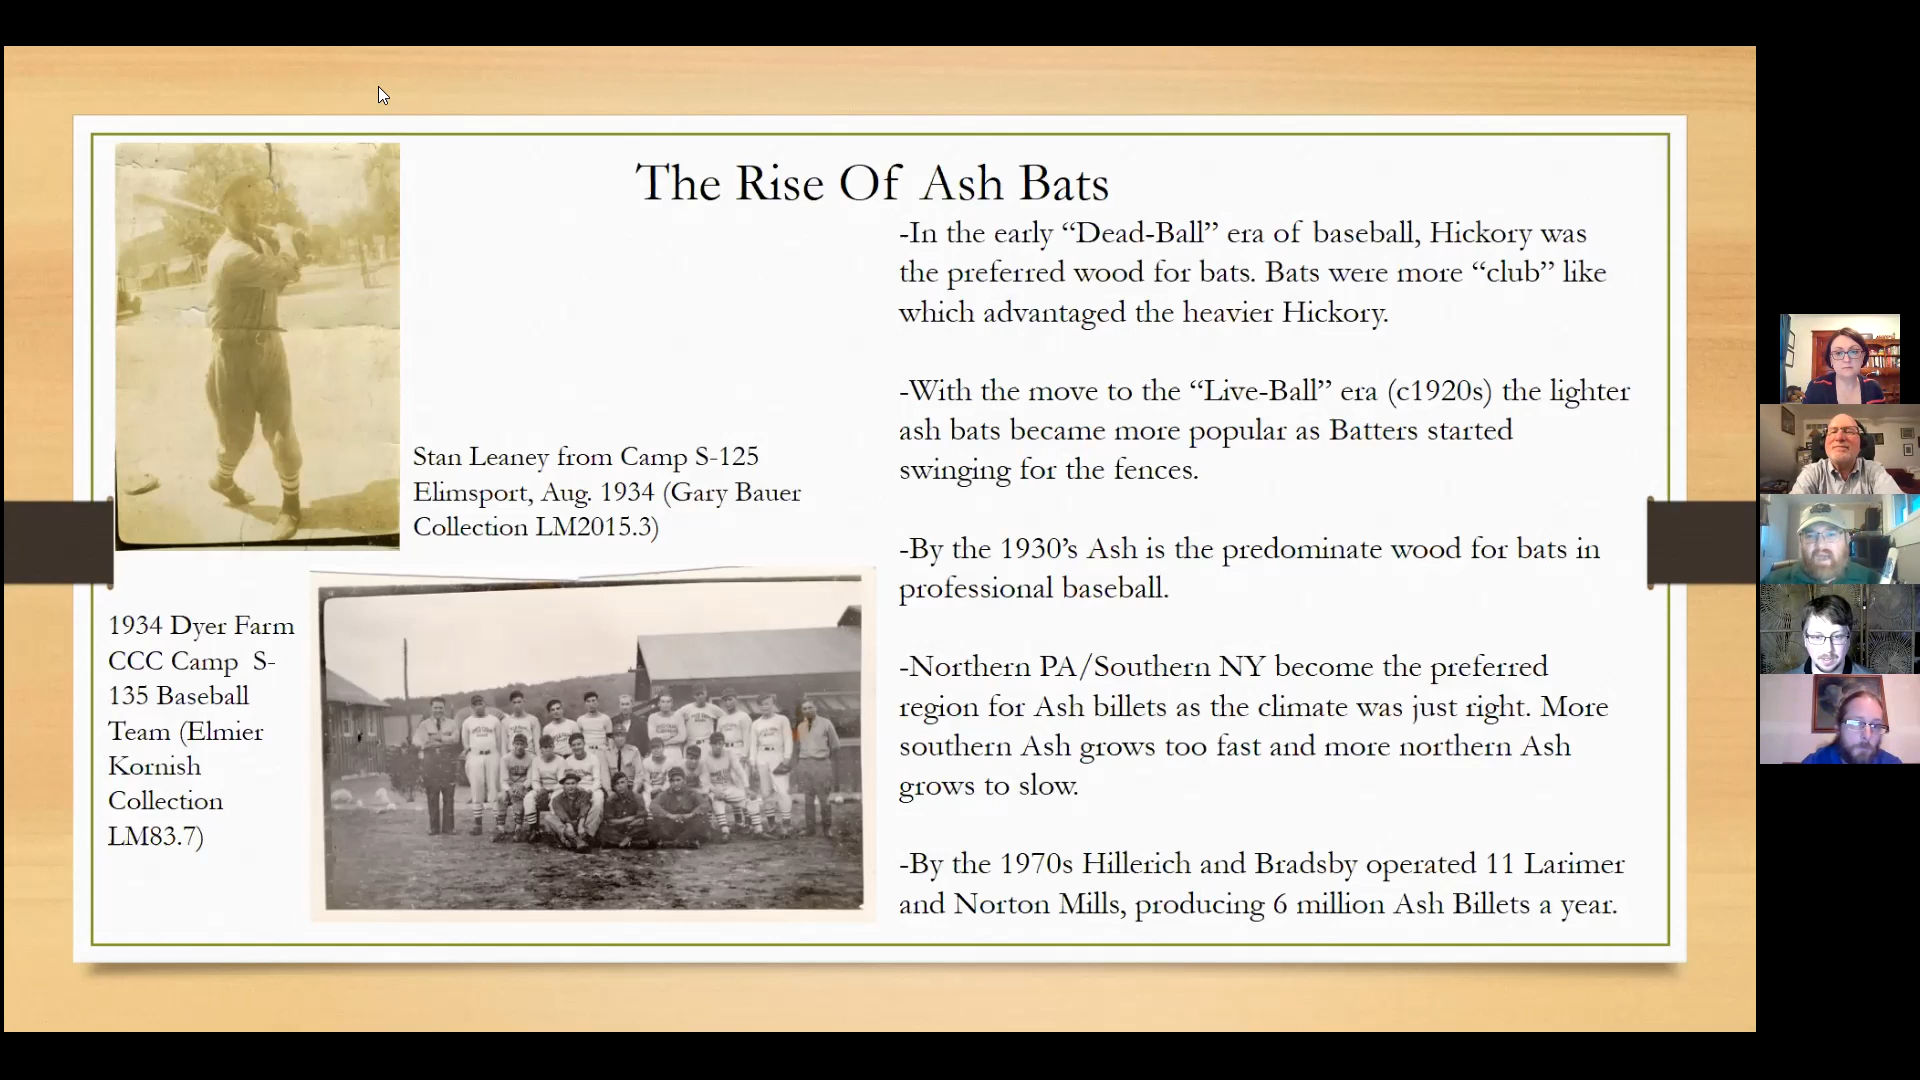 The Rise Of Ash Bats
Stan Leaney from Camp S-125
Elimsport, Aug. 1934 (Gary Bauer
Collection LM2015.3)
1934 Dyer Farm
CCC Camp S-
135 Baseball
Team (Elmier
Kornish
Collection
LM83.7)
-In the early “Dead-Ball” era of baseball, Hickory was
the preferred wood for bats. Bats were more “club” like
which advantaged the heavier Hickory.
-With the move to the “Live-Ball” era (c1920s) the lighter
ash bats became more popular as Batters started
swinging for the fences.
-By the 1930’s Ash is the predominate wood for bats in
professional baseball.
-Northern PA/Southern NY become the preferred
region for Ash billets as the climate was just right. More
southern Ash grows too fast and more northern Ash
grows to slow.
-By the 1970s Hillerich and Bradsby operated 11 Larimer
and Norton Mills, producing 6 million Ash Billets a year.